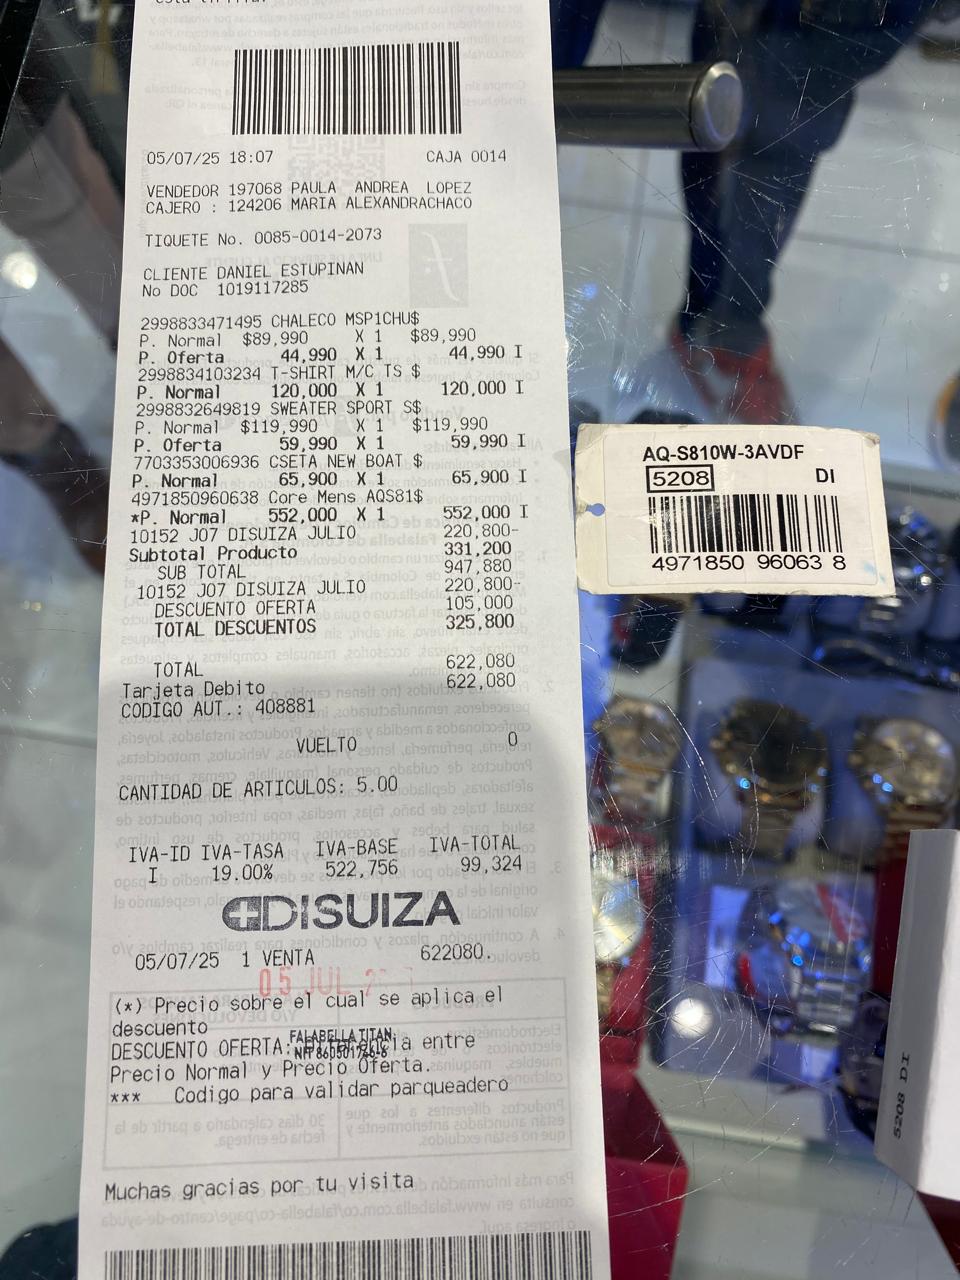 05/07/25 18:07 CAJA 0014
VENDEDOR 197068 PAULA ANDREA LOPEZ
CAJERO : 124206 MARIA ALEXANDRACHACO
TIQUETE No. 0085-0014-2073
CLIENTE DANIEL ESTUPINAN
No DOC 1019117285
2998833471495 CHALECO MSP1CHU$
P. Normal $89,990 X 1 $89,990
P. Oferta 44,990 X 1 44,990 I
2998834103234 T-SHIRT M/C TS $
P. Normal 120,000 X 1 120,000 I
2998832649819 SWEATER SPORT S$
P. Normal $119,990 X 1 $119,990
P. Oferta 59,990 X 1 59,990 I
7703353006936 CSETA NEW BOAT $
P. Normal 65,900 X 1 65,900 I
4971850960638 Core Mens AQS81$
*P. Normal 552,000 X 1 552,000 I
10152 J07 DISUIZA JULIO 220,800-
Subtotal Producto 331,200
SUB TOTAL 947,880
10152 J07 DISUIZA JULIO 220,800-
DESCUENTO OFERTA 105,000
TOTAL DESCUENTOS 325,800
TOTAL 622,080
Tarjeta Debito 622,080
CODIGO AUT.: 408881
VUELTO 0
CANTIDAD DE ARTICULOS: 5.00
IVA-ID IVA-TASA IVA-BASE IVA-TOTAL
I 19.00% 522,756 99,324
DISUIZA
05/07/25 1 VENTA 622080.
05 JUL
(*) Precio sobre el cual se aplica el
descuento
FALABELLA TITAN
DESCUENTO OFERTA: entre
NIT 860501766-6
Precio Normal y Precio Oferta.
*** Codigo para validar parqueadero
Muchas gracias por tu visita
AQ-S810W-3AVDF
5208 DI
4971850 96063 8
5208 DI